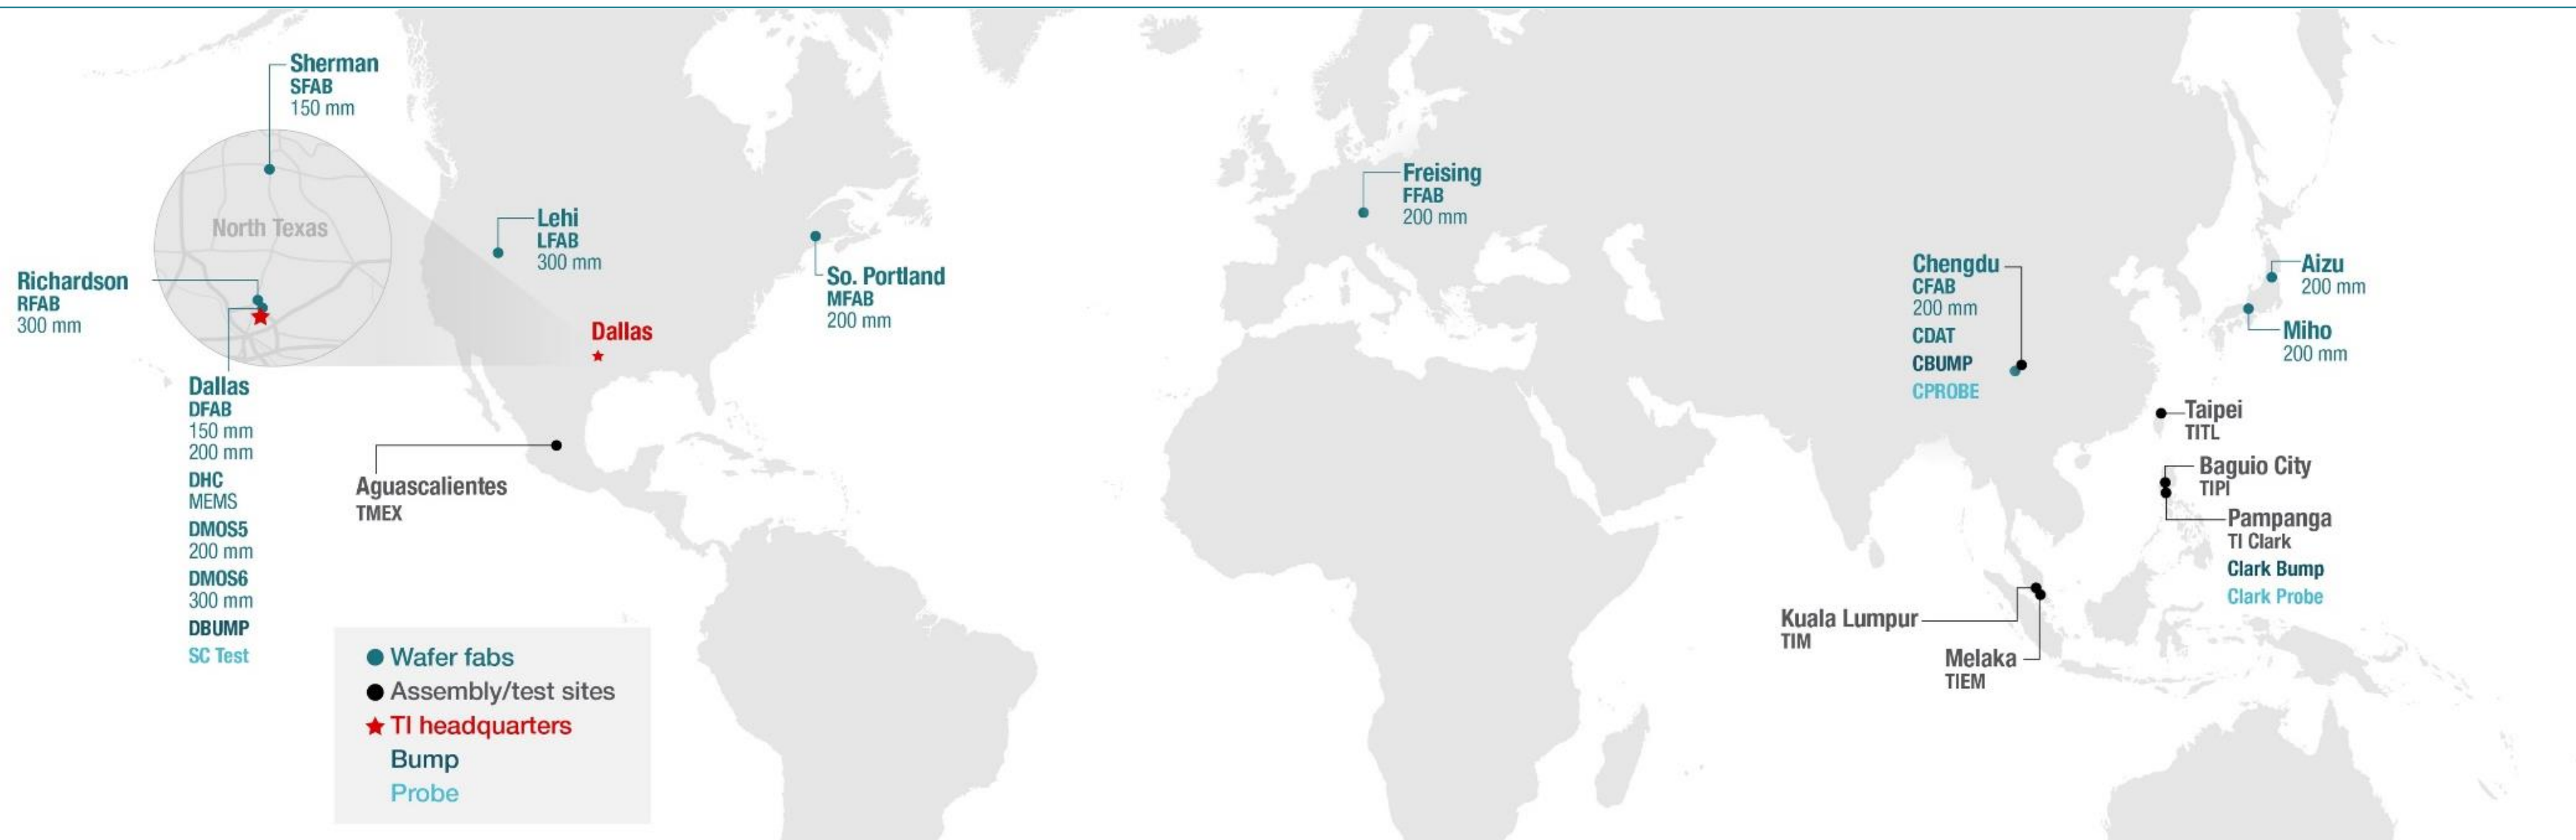 Sherman
SFAB
150 mm
North Texas
Richardson
RFAB
300 mm
Dallas
DFAB
150 mm
200 mm
DHC
MEMS
DMOS5
200 mm
DMOS6
300 mm
DBUMP
SC Test
Lehi
LFAB
300 mm
Dallas
So. Portland
MFAB
200 mm
Aguascalientes
TMEX
Freising
FFAB
200 mm
Chengdu
CFAB
200 mm
CDAT
CBUMP
CPROBE
Aizu
200 mm
Miho
200 mm
Taipei
TITL
Baguio City
TIPI
Pampanga
TI Clark
Clark Bump
Clark Probe
Kuala Lumpur
TIM
Melaka
TIEM
Wafer fabs
Assembly/test sites
TI headquarters
Bump
Probe